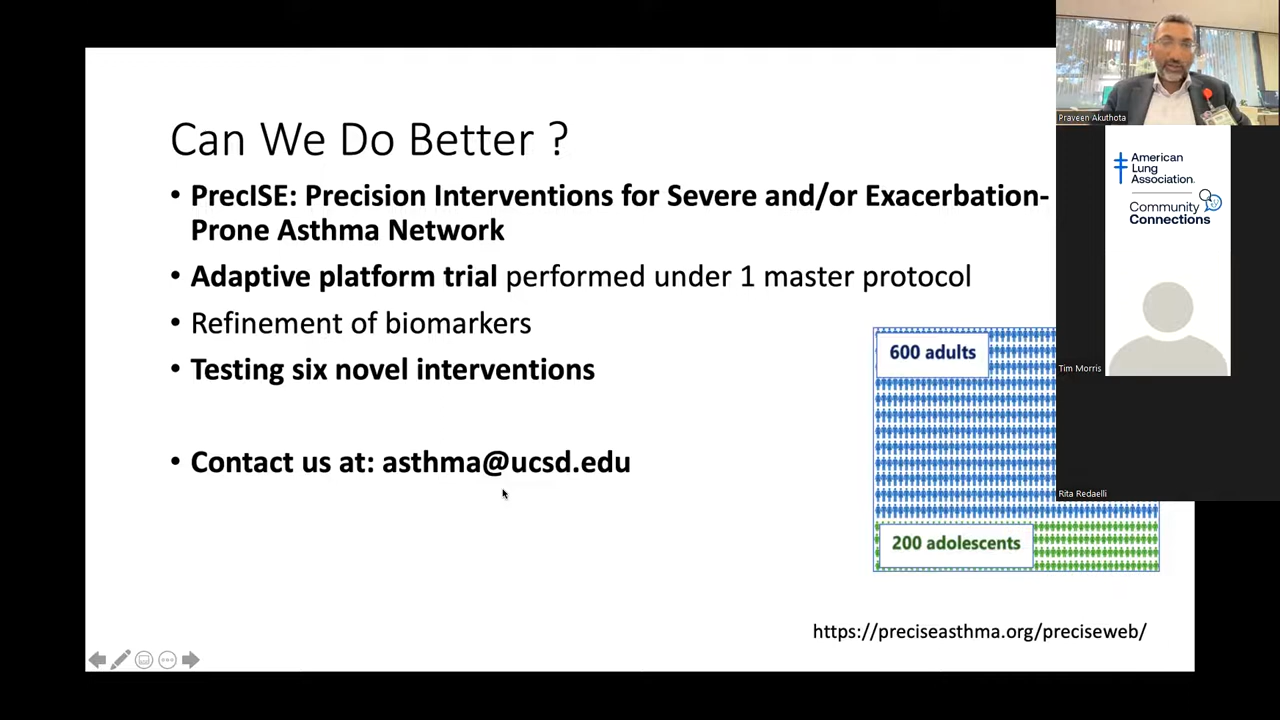 Can We Do Better ?
• PrecISE: Precision Interventions for Severe and/or Exacerbation-
Prone Asthma Network
• Adaptive platform trial performed under 1 master protocol
• Refinement of biomarkers
• Testing six novel interventions
• Contact us at: asthma@ucsd.edu
600 adults
200 adolescents
https://preciseasthma.org/preciseweb/
Praveen Akuthota
American
Lung
Association.
Community
Connections
Tim Morris
Rita Redaelli